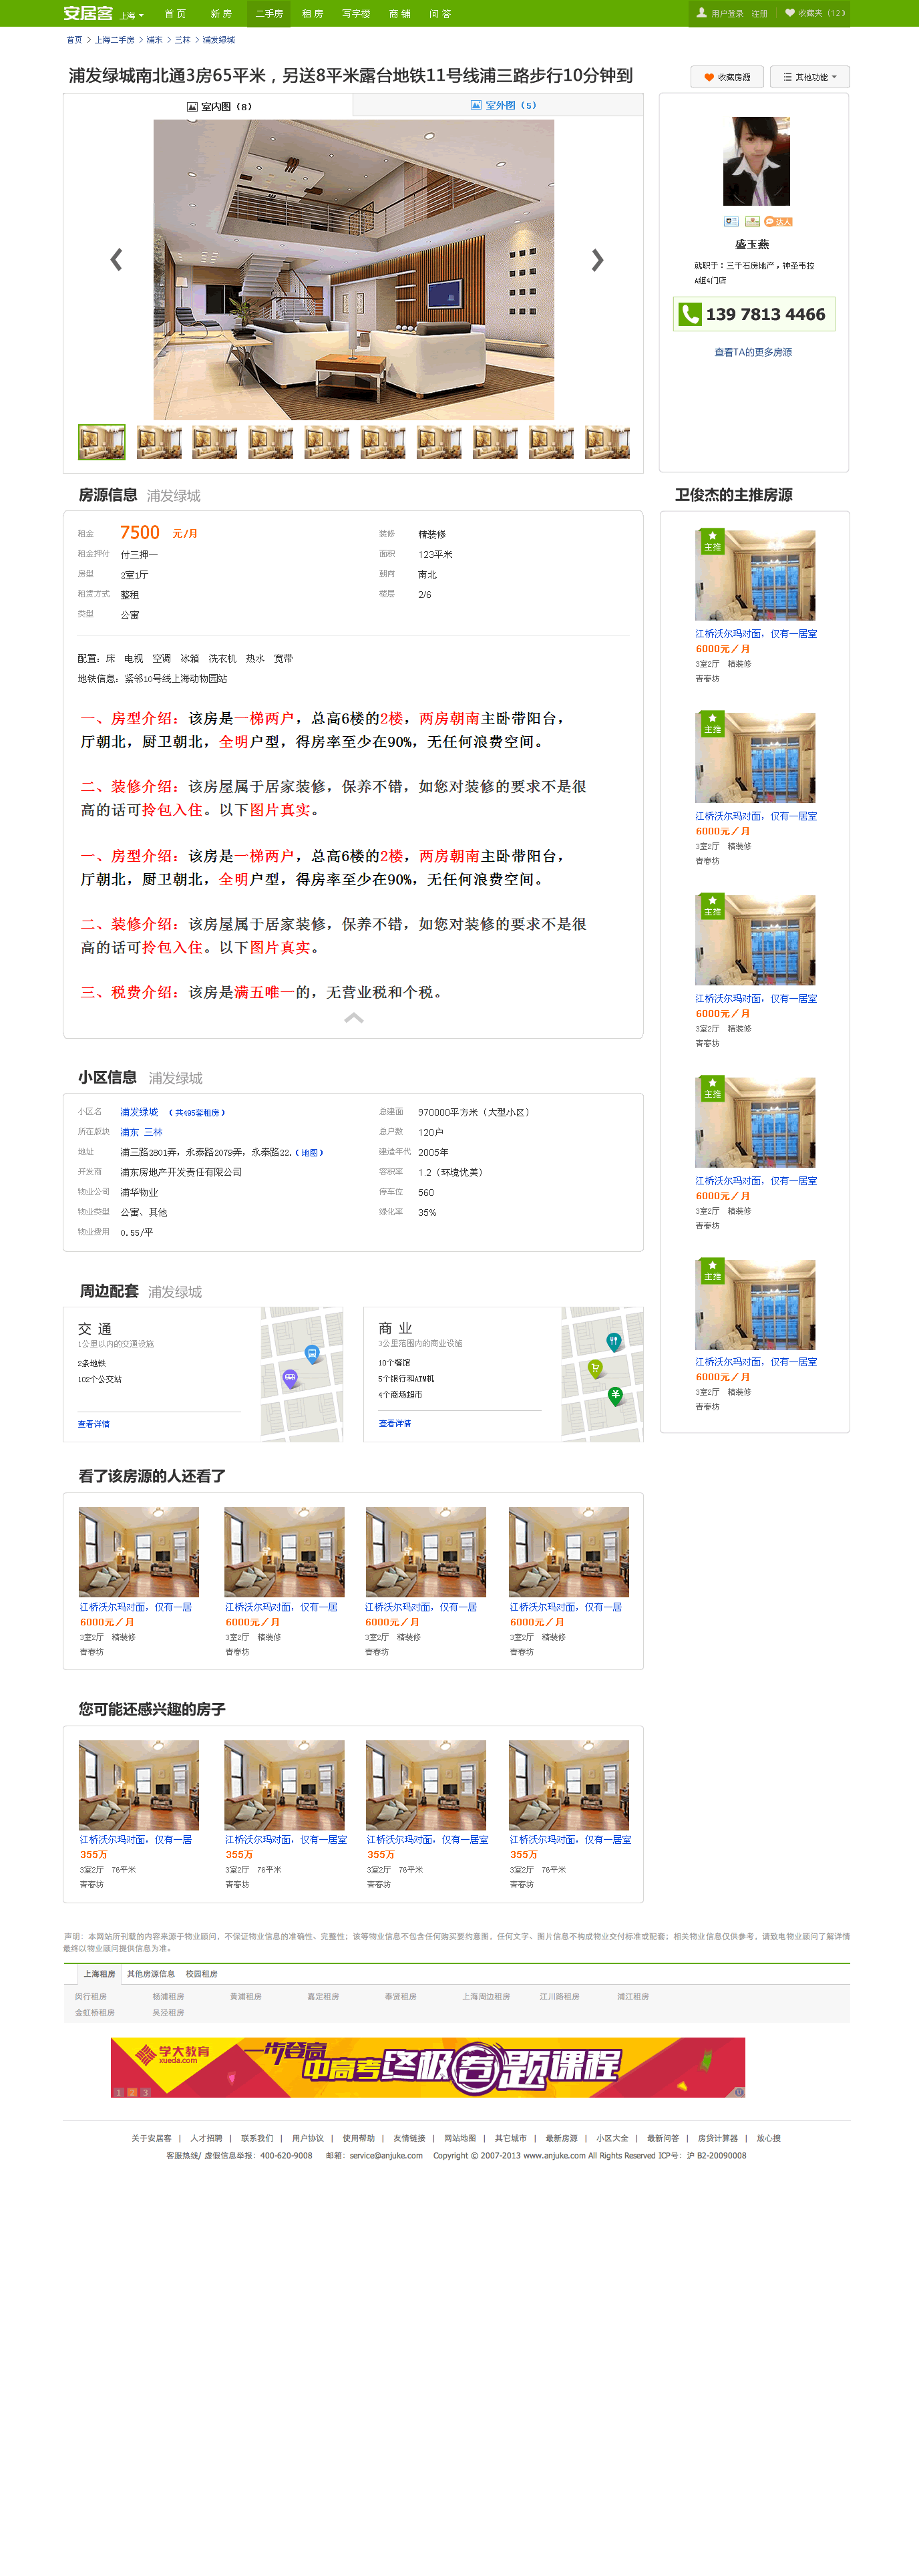 安居客 上海 首 页 新 房 二手房 租 房 写字楼 商 铺 问 答 用户登录 注册 收藏夹（12）
首页 > 上海二手房 > 浦东 > 三林 > 浦发绿城
浦发绿城南北通3房65平米，另送8平米露台地铁11号线浦三路步行10分钟到
收藏房源 其他功能
室内图（8） 室外图（5）
达人
盛玉燕
就职于：三千石房地产，神圣韦拉
A组4门店
139 7813 4466
查看TA的更多房源
房源信息 浦发绿城
租金 7500 元/月 装修 精装修
租金押付 付三押一 面积 123平米
房型 2室1厅 朝向 南北
租赁方式 整租 楼层 2/6
类型 公寓
配置：床 电视 空调 冰箱 洗衣机 热水 宽带
地铁信息：紧邻10号线上海动物园站
一、房型介绍：该房是一梯两户，总高6楼的2楼，两房朝南主卧带阳台，
厅朝北，厨卫朝北，全明户型，得房率至少在90%，无任何浪费空间。
二、装修介绍：该房屋属于居家装修，保养不错，如您对装修的要求不是很
高的话可拎包入住。以下图片真实。
一、房型介绍：该房是一梯两户，总高6楼的2楼，两房朝南主卧带阳台，
厅朝北，厨卫朝北，全明户型，得房率至少在90%，无任何浪费空间。
二、装修介绍：该房屋属于居家装修，保养不错，如您对装修的要求不是很
高的话可拎包入住。以下图片真实。
三、税费介绍：该房是满五唯一的，无营业税和个税。
卫俊杰的主推房源
主推
江桥沃尔玛对面，仅有一居室
6000元／月
3室2厅 精装修
青春坊
主推
江桥沃尔玛对面，仅有一居室
6000元／月
3室2厅 精装修
青春坊
主推
江桥沃尔玛对面，仅有一居室
6000元／月
3室2厅 精装修
青春坊
主推
江桥沃尔玛对面，仅有一居室
6000元／月
3室2厅 精装修
青春坊
主推
江桥沃尔玛对面，仅有一居室
6000元／月
3室2厅 精装修
青春坊
小区信息 浦发绿城
小区名 浦发绿城 （共495套租房） 总建面 970000平方米（大型小区）
所在版块 浦东 三林 总户数 120户
地址 浦三路2801弄，永泰路2079弄，永泰路22.（地图） 建造年代 2005年
开发商 浦东房地产开发责任有限公司 容积率 1.2（环境优美）
物业公司 浦华物业 停车位 560
物业类型 公寓、其他 绿化率 35%
物业费用 0.55/平
周边配套 浦发绿城
交 通
1公里以内的交通设施
2条地铁
102个公交站
查看详情
商 业
3公里范围内的商业设施
10个餐馆
5个银行和ATM机
4个商场超市
查看详情
看了该房源的人还看了
江桥沃尔玛对面，仅有一居 江桥沃尔玛对面，仅有一居 江桥沃尔玛对面，仅有一居 江桥沃尔玛对面，仅有一居
6000元／月 6000元／月 6000元／月 6000元／月
3室2厅 精装修 3室2厅 精装修 3室2厅 精装修 3室2厅 精装修
青春坊 青春坊 青春坊 青春坊
您可能还感兴趣的房子
江桥沃尔玛对面，仅有一居 江桥沃尔玛对面，仅有一居室 江桥沃尔玛对面，仅有一居室 江桥沃尔玛对面，仅有一居室
355万 355万 355万 355万
3室2厅 76平米 3室2厅 76平米 3室2厅 76平米 3室2厅 76平米
青春坊 青春坊 青春坊 青春坊
声明：本网站所刊载的内容来源于物业顾问，不保证物业信息的准确性、完整性；该等物业信息不包含任何购买要约意图，任何文字、图片信息不构成物业交付标准或配套；相关物业信息仅供参考，请致电物业顾问了解详情
最终以物业顾问提供信息为准。
上海租房 其他房源信息 校园租房
闵行租房 杨浦租房 黄浦租房 嘉定租房 奉贤租房 上海周边租房 江川路租房 浦江租房
金虹桥租房 吴泾租房
学大教育 xueda.com 一步登高 中高考终极卷题课程
1 2 3
关于安居客 | 人才招聘 | 联系我们 | 用户协议 | 使用帮助 | 友情链接 | 网站地图 | 其它城市 | 最新房源 | 小区大全 | 最新问答 | 房贷计算器 | 放心搜
客服热线/ 虚假信息举报：400-620-9008 邮箱：service@anjuke.com Copyright © 2007-2013 www.anjuke.com All Rights Reserved ICP号：沪 B2-20090008